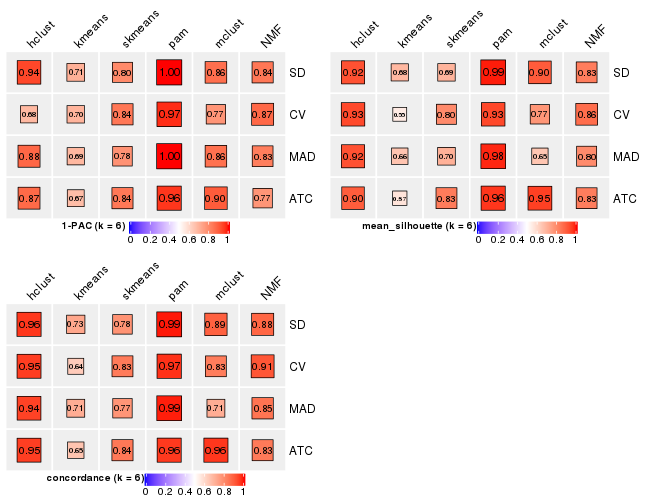 hclust kmeans skmeans pam mclust NMF
0.94 0.71 0.80 1.00 0.86 0.84 SD
0.68 0.70 0.84 0.97 0.77 0.87 CV
0.88 0.69 0.78 1.00 0.86 0.83 MAD
0.87 0.67 0.84 0.96 0.90 0.77 ATC
1-PAC (k = 6) 0 0.2 0.4 0.6 0.8 1
hclust kmeans skmeans pam mclust NMF
0.92 0.68 0.69 0.99 0.90 0.83 SD
0.93 0.55 0.80 0.93 0.77 0.86 CV
0.92 0.66 0.70 0.98 0.65 0.80 MAD
0.90 0.57 0.83 0.96 0.95 0.83 ATC
mean_silhouette (k = 6) 0 0.2 0.4 0.6 0.8 1
hclust kmeans skmeans pam mclust NMF
0.96 0.73 0.78 0.99 0.89 0.88 SD
0.95 0.64 0.83 0.97 0.83 0.91 CV
0.94 0.71 0.77 0.99 0.71 0.85 MAD
0.95 0.65 0.84 0.96 0.96 0.83 ATC
concordance (k = 6) 0 0.2 0.4 0.6 0.8 1